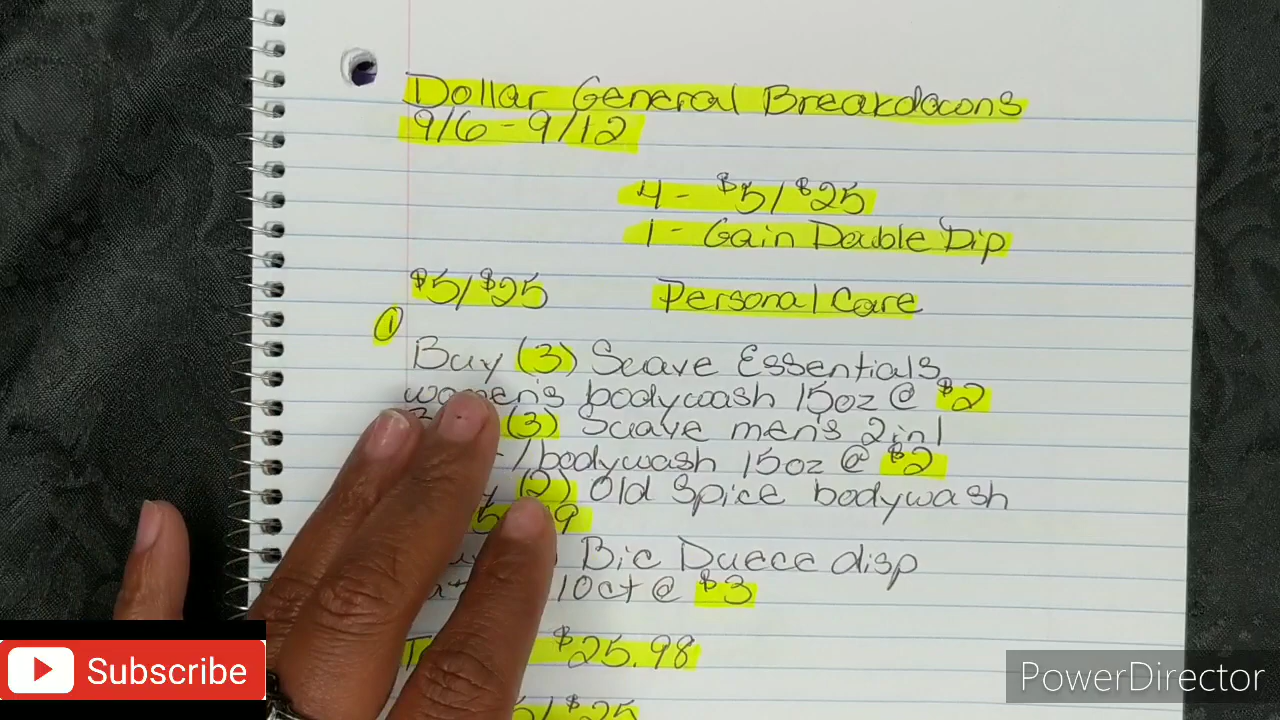 Dollar General Breakdowns
9/6 - 9/12
4 - $5/$25
1 - Gain Double Dip
$5/$25 Personal Care
①
Buy (3) Suave Essentials
women's bodywash 15oz @ $2
(3) Suave men's 2in1
/bodywash 15oz @ $2
(2) Old Spice bodywash
9
Bic Duece disp
10ct @ $3
$25.98
$25
Subscribe
PowerDirector